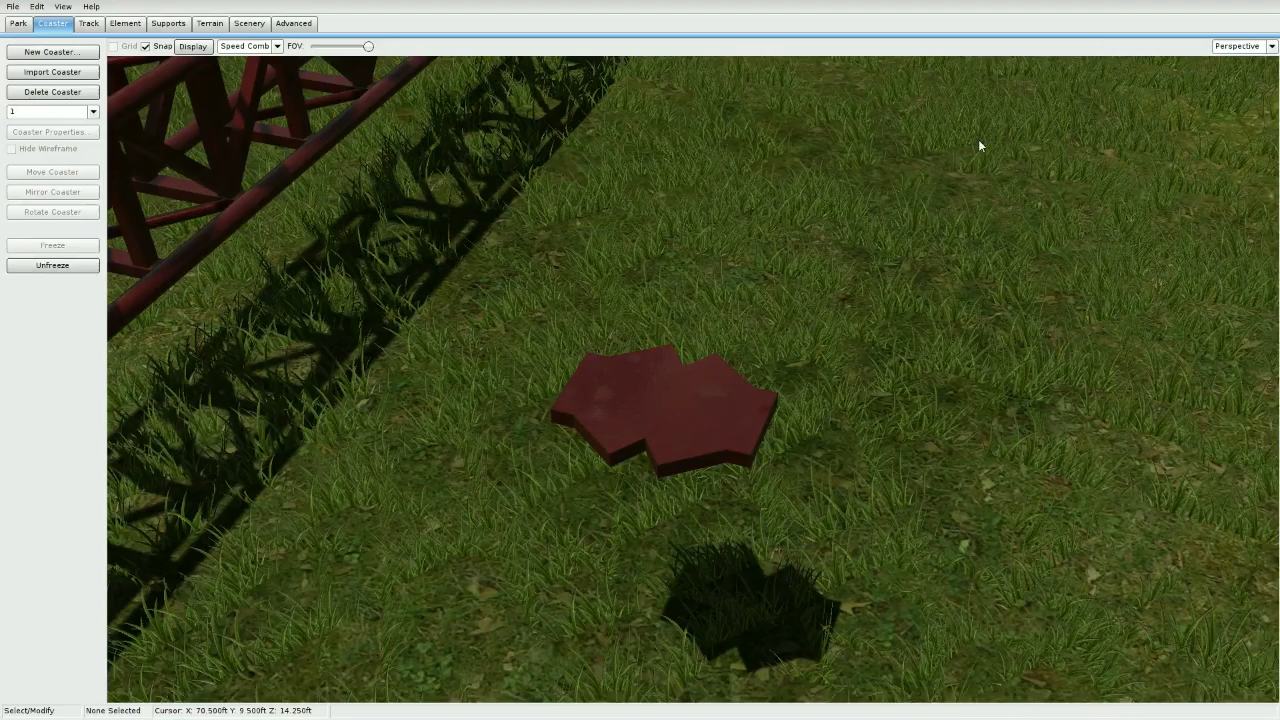 File Edit View Help
Park Coaster Track Element Supports Terrain Scenery Advanced
Grid Snap Display Speed Comb FOV: Perspective
New Coaster...
Import Coaster
Delete Coaster
1
Coaster Properties...
Hide Wireframe
Move Coaster
Mirror Coaster
Rotate Coaster
Freeze
Unfreeze
Select/Modify None Selected Cursor: X: 70.500ft Y: 9.500ft Z: 14.250ft